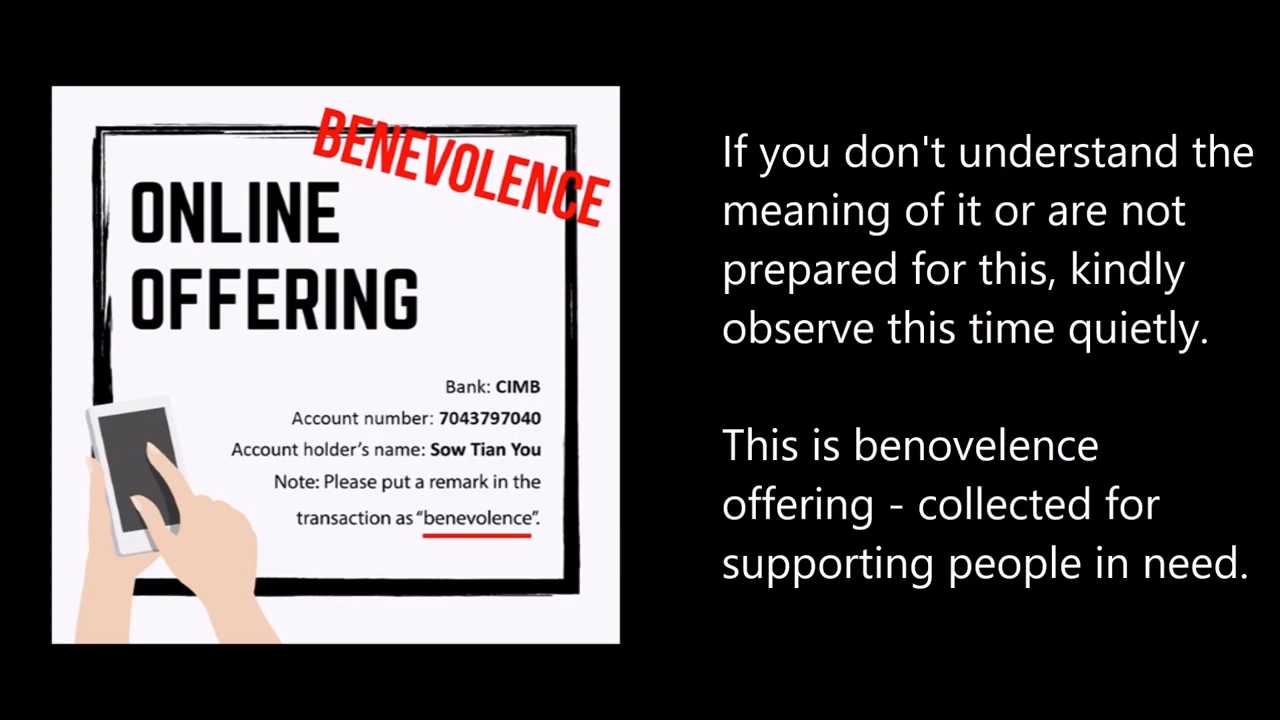 BENEVOLENCE
ONLINE
OFFERING
Bank: CIMB
Account number: 7043797040
Account holder's name: Sow Tian You
Note: Please put a remark in the
transaction as “benevolence”.
If you don't understand the
meaning of it or are not
prepared for this, kindly
observe this time quietly.
This is benovelence
offering - collected for
supporting people in need.